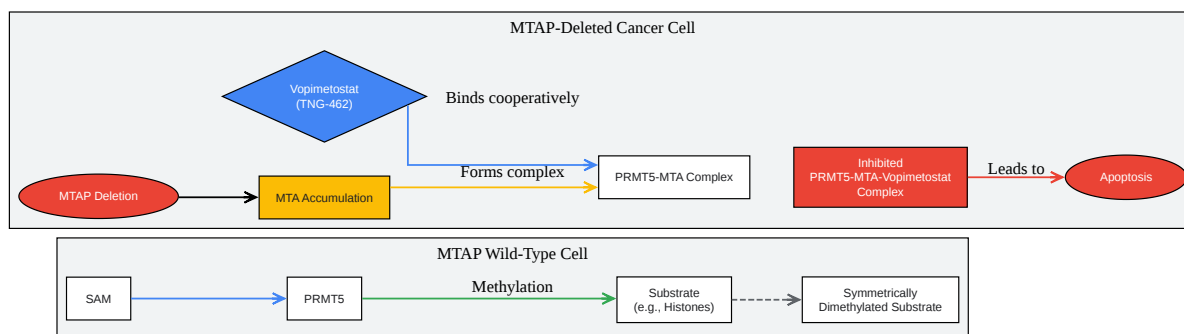 MTAP-Deleted Cancer Cell
Vopimetostat
(TNG-462)
Binds cooperatively
MTAP Deletion
MTA Accumulation
Forms complex
PRMT5-MTA Complex
Inhibited
PRMT5-MTA-Vopimetostat
Complex
Leads to
Apoptosis
MTAP Wild-Type Cell
SAM
PRMT5
Methylation
Substrate
(e.g., Histones)
Symmetrically
Dimethylated Substrate